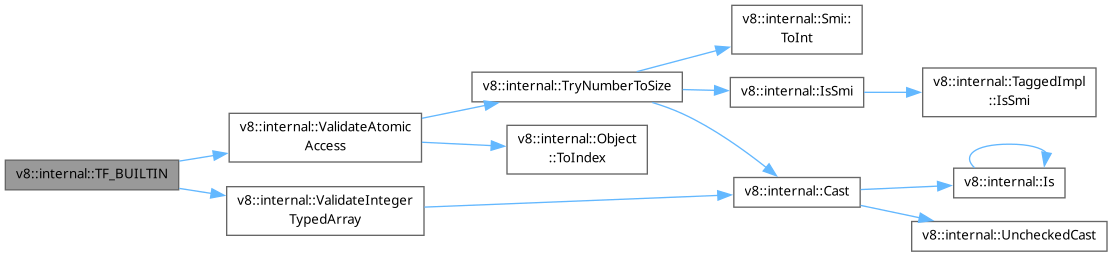 v8::internal::TF_BUILTIN
v8::internal::ValidateAtomic
Access
v8::internal::ValidateInteger
TypedArray
v8::internal::TryNumberToSize
v8::internal::Object
::ToIndex
v8::internal::Smi::
ToInt
v8::internal::IsSmi
v8::internal::Cast
v8::internal::TaggedImpl
::IsSmi
v8::internal::Is
v8::internal::UncheckedCast